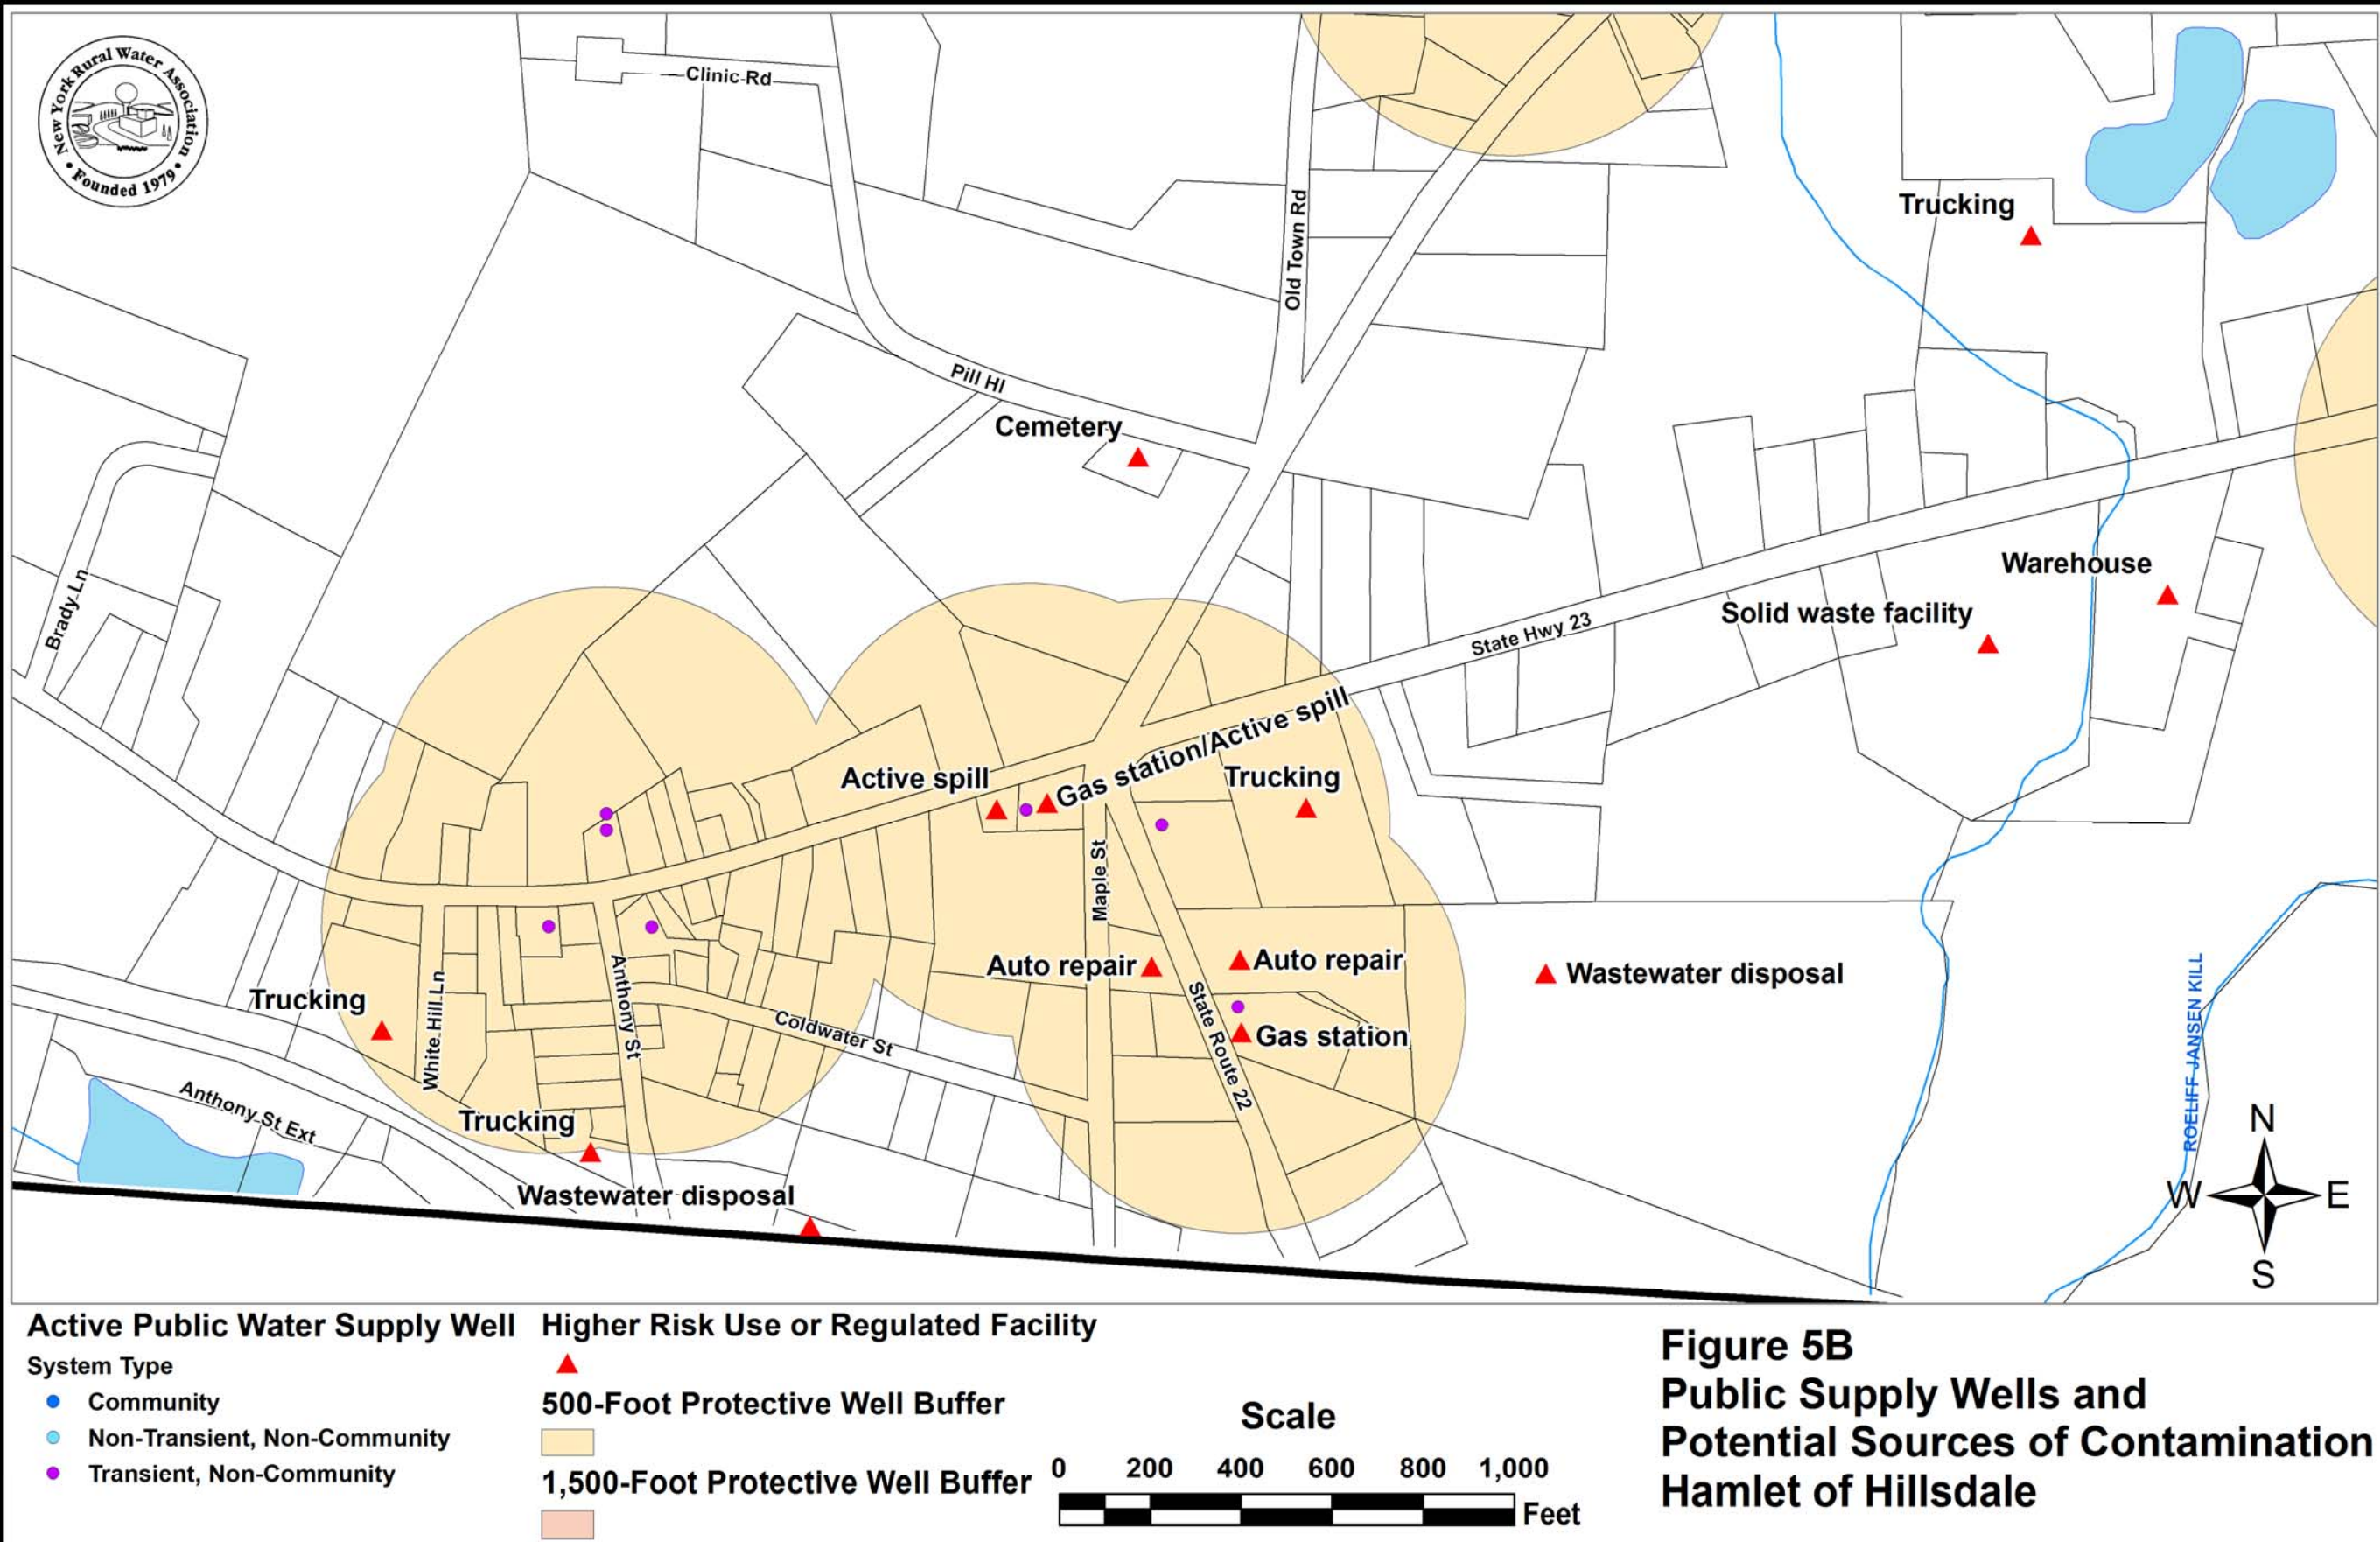 New York Rural Water Association
• Founded 1979 •
Clinic Rd
Old Town Rd
Trucking
Pill Hl
Cemetery
Brady Ln
Warehouse
Solid waste facility
State Hwy 23
Gas station/Active spill
Active spill
Trucking
Maple St
Auto repair
Auto repair
Wastewater disposal
Trucking
White Hill Ln
Anthony St
Coldwater St
State Route 22
Gas station
ROELIFF JANSEN KILL
Anthony St Ext
Trucking
Wastewater disposal
N
W
E
S
Active Public Water Supply Well
System Type
Community
Non-Transient, Non-Community
Transient, Non-Community
Higher Risk Use or Regulated Facility
500-Foot Protective Well Buffer
1,500-Foot Protective Well Buffer
Scale
0 200 400 600 800 1,000
Feet
Figure 5B
Public Supply Wells and
Potential Sources of Contamination
Hamlet of Hillsdale